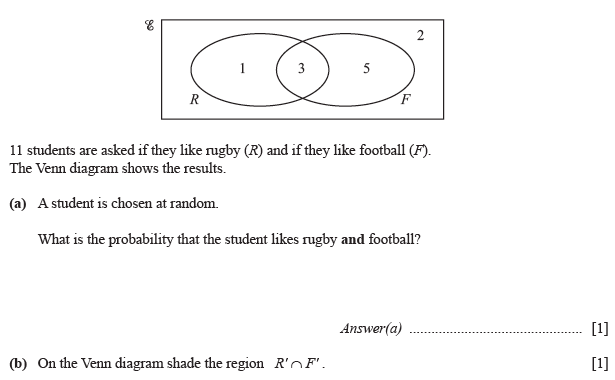 ℰ
2
1 3 5
R F
11 students are asked if they like rugby (R) and if they like football (F).
The Venn diagram shows the results.
(a) A student is chosen at random.
What is the probability that the student likes rugby and football?
Answer(a) ................................................ [1]
(b) On the Venn diagram shade the region R′ ∩ F′ . [1]